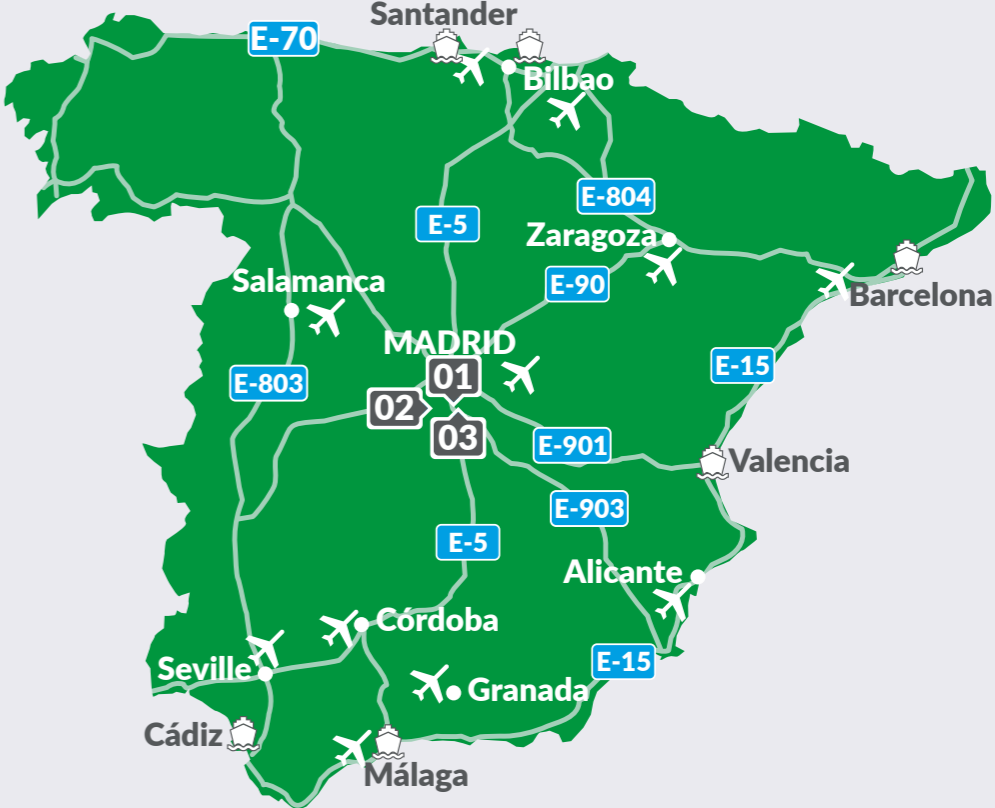 Santander
E-70
Bilbao
E-804
E-5
Zaragoza
Salamanca
E-90
Barcelona
MADRID
E-15
01
E-803
02
03
E-901
Valencia
E-903
E-5
Alicante
Córdoba
E-15
Seville
Granada
Cádiz
Málaga